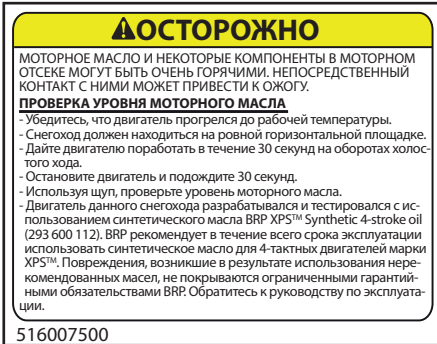 ⚠ОСТОРОЖНО
МОТОРНОЕ МАСЛО И НЕКОТОРЫЕ КОМПОНЕНТЫ В МОТОРНОМ
ОТСЕКЕ МОГУТ БЫТЬ ОЧЕНЬ ГОРЯЧИМИ. НЕПОСРЕДСТВЕННЫЙ
КОНТАКТ С НИМИ МОЖЕТ ПРИВЕСТИ К ОЖОГУ.
ПРОВЕРКА УРОВНЯ МОТОРНОГО МАСЛА
- Убедитесь, что двигатель прогрелся до рабочей температуры.
- Снегоход должен находиться на ровной горизонтальной площадке.
- Дайте двигателю поработать в течение 30 секунд на оборотах холос-
того хода.
- Остановите двигатель и подождите 30 секунд.
- Используя щуп, проверьте уровень моторного масла.
- Двигатель данного снегохода разрабатывался и тестировался с ис-
пользованием синтетического масла BRP XPS™ Synthetic 4-stroke oil
(293 600 112). BRP рекомендует в течение всего срока эксплуатации
использовать синтетическое масло для 4-тактных двигателей марки
XPS™. Повреждения, возникшие в результате использования нере-
комендованных масел, не покрываются ограниченными гарантий-
ными обязательствами BRP. Обратитесь к руководству по эксплуата-
ции.
516007500